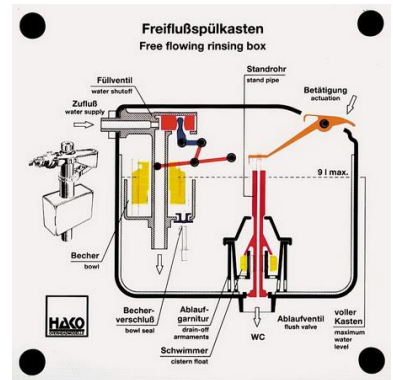 Freiflußspülkasten
Free flowing rinsing box
Füllventil
water shutoff
Zufluß
water supply
Standrohr
stand pipe
Betätigung
actuation
9 l max.
Becher
bowl
Becher-
verschluß
bowl seal
Ablauf-
garnitur
drain-off
armaments
Schwimmer
cistern float
WC
Ablaufventil
flush valve
voller
Kasten
maximum
water
level
HACO